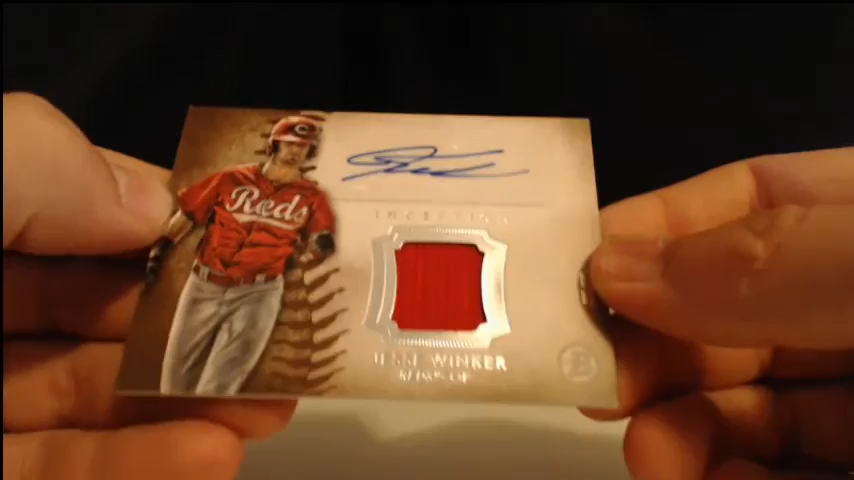 C
Reds
INCEPTION
JESSE WINKER
B